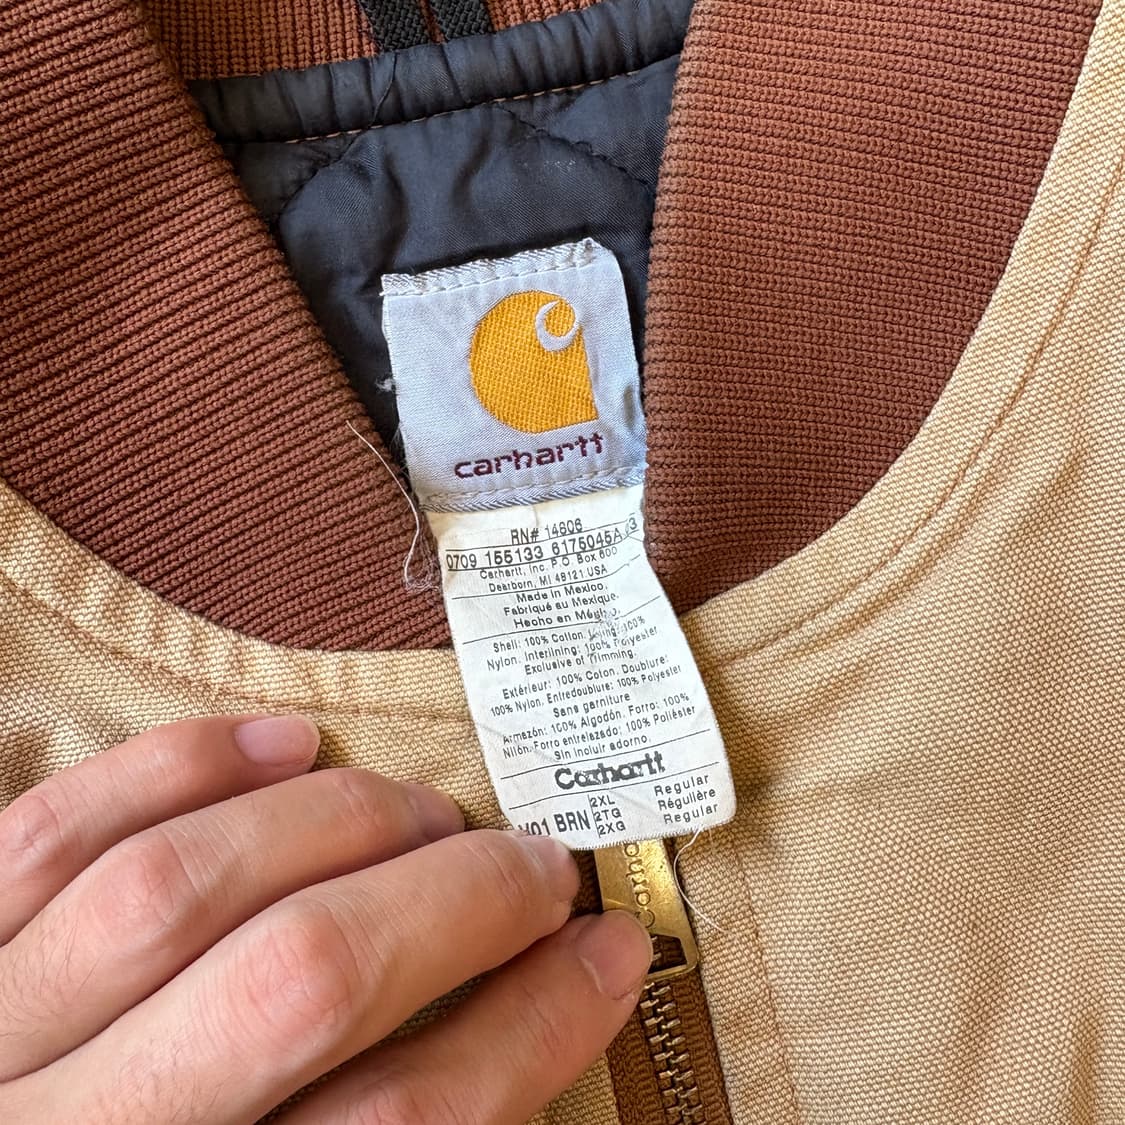 carhartt
RN# 14806
0709 155133 6175045A 03
Carhartt, Inc. P.O. Box 600
Dearborn, MI 48121 USA
Made in Mexico.
Fabriqué au Mexique.
Hecho en
Shell: 100% Cotton. Lining: 100%
Nylon. Interlining: 100% Polyester
Exclusive of Trimming.
Extérieur: 100% Coton. Doublure:
100% Nylon. Entredoublure: 100% Polyester
Sans garniture
Armazón: 100% Algodón. Forro: 100%
Nilón. Forro entrelazado: 100% Poliéster
Sin incluir adorno.
Carhartt
V01 BRN
2XL Regular
2TG Régulière
2XG Regular